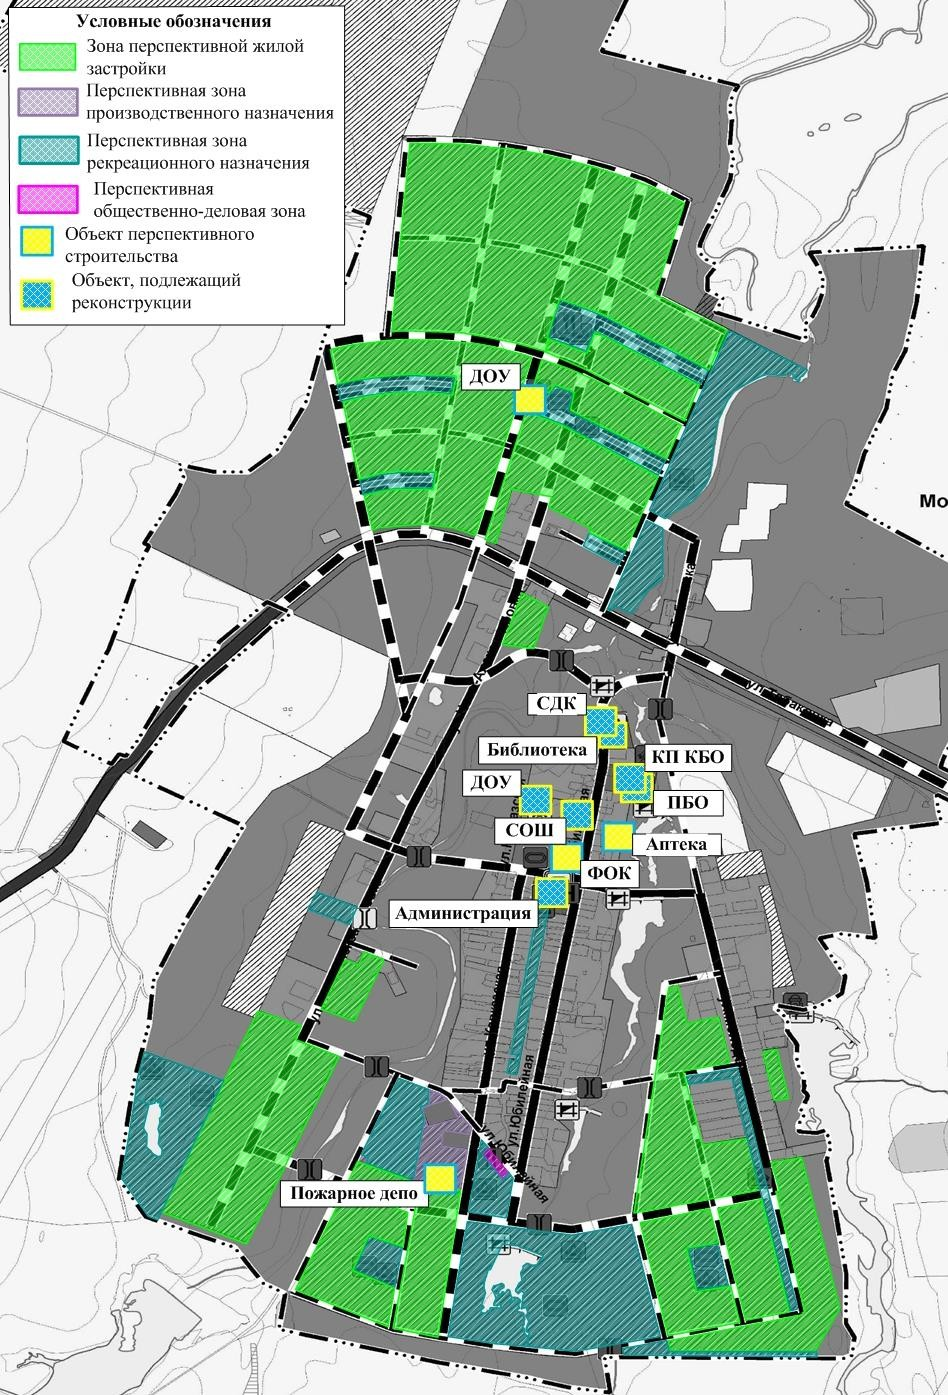 Условные обозначения
Зона перспективной жилой
застройки
Перспективная зона
производственного назначения
Перспективная зона
рекреационного назначения
Перспективная
общественно-деловая зона
Объект перспективного
строительства
Объект, подлежащий
реконструкции
ДОУ
Мо
СДК
Библиотека
КП КБО
ДОУ
ПБО
СОШ
Аптека
ФОК
Администрация
ул.Юбилейная
ул.Юбилейная
Пожарное депо